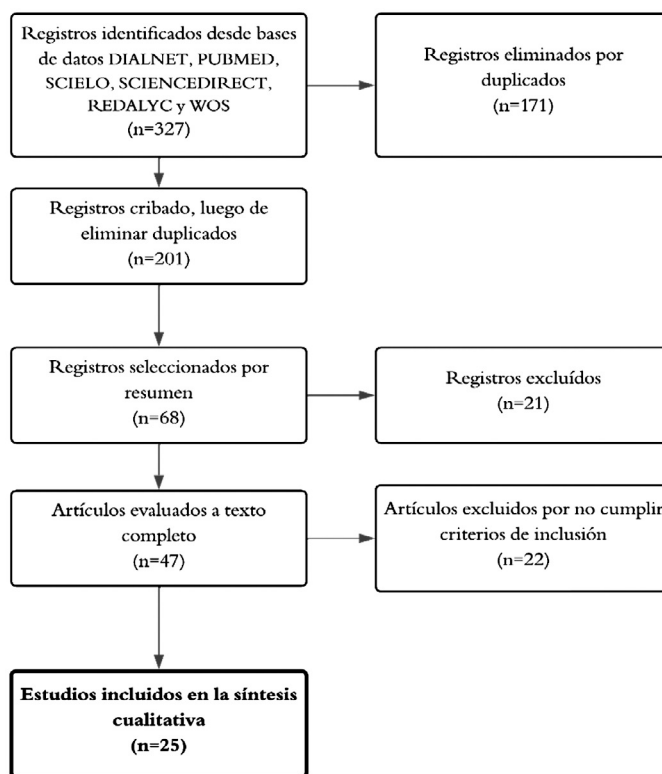 Registros identificados desde bases
de datos DIALNET, PUBMED,
SCIELO, SCIENCEDIRECT,
REDALYC y WOS
(n=327)
Registros eliminados por
duplicados
(n=171)
Registros cribado, luego de
eliminar duplicados
(n=201)
Registros seleccionados por
resumen
(n=68)
Registros excluídos
(n=21)
Artículos evaluados a texto
completo
(n=47)
Artículos excluidos por no cumplir
criterios de inclusión
(n=22)
Estudios incluidos en la síntesis
cualitativa
(n=25)